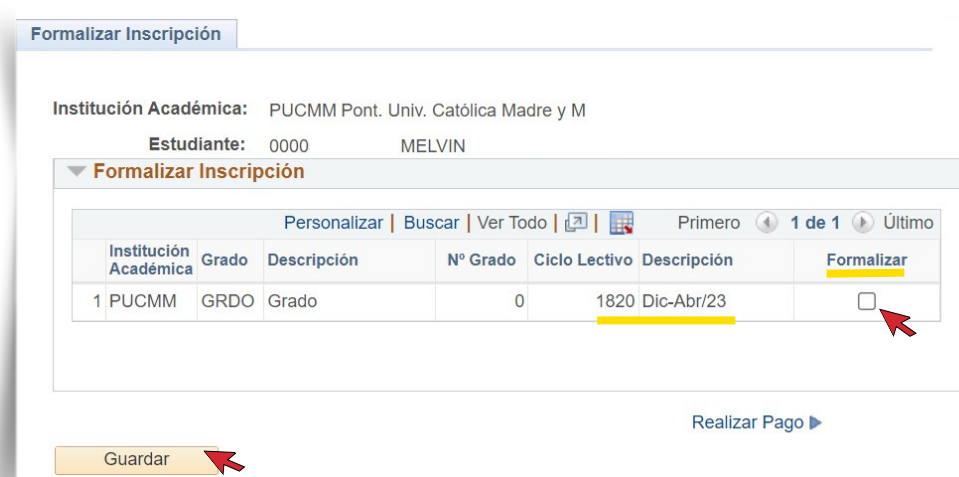 Formalizar Inscripción
Institución Académica: PUCMM Pont. Univ. Católica Madre y M
Estudiante: 0000 MELVIN
Formalizar Inscripción
Personalizar | Buscar | Ver Todo | | Primero 1 de 1 Último
Institución Académica Grado Descripción Nº Grado Ciclo Lectivo Descripción Formalizar
1 PUCMM GRDO Grado 0 1820 Dic-Abr/23
Realizar Pago
Guardar